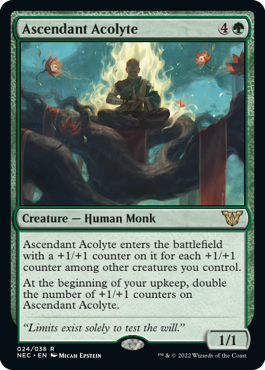 Ascendant Acolyte 4
Creature — Human Monk
Ascendant Acolyte enters the battlefield
with a +1/+1 counter on it for each +1/+1
counter among other creatures you control.
At the beginning of your upkeep, double
the number of +1/+1 counters on
Ascendant Acolyte.
“Limits exist solely to test the will.”
1/1
024/038 R
NEC • EN Micah Epstein ™ & © 2022 Wizards of the Coast